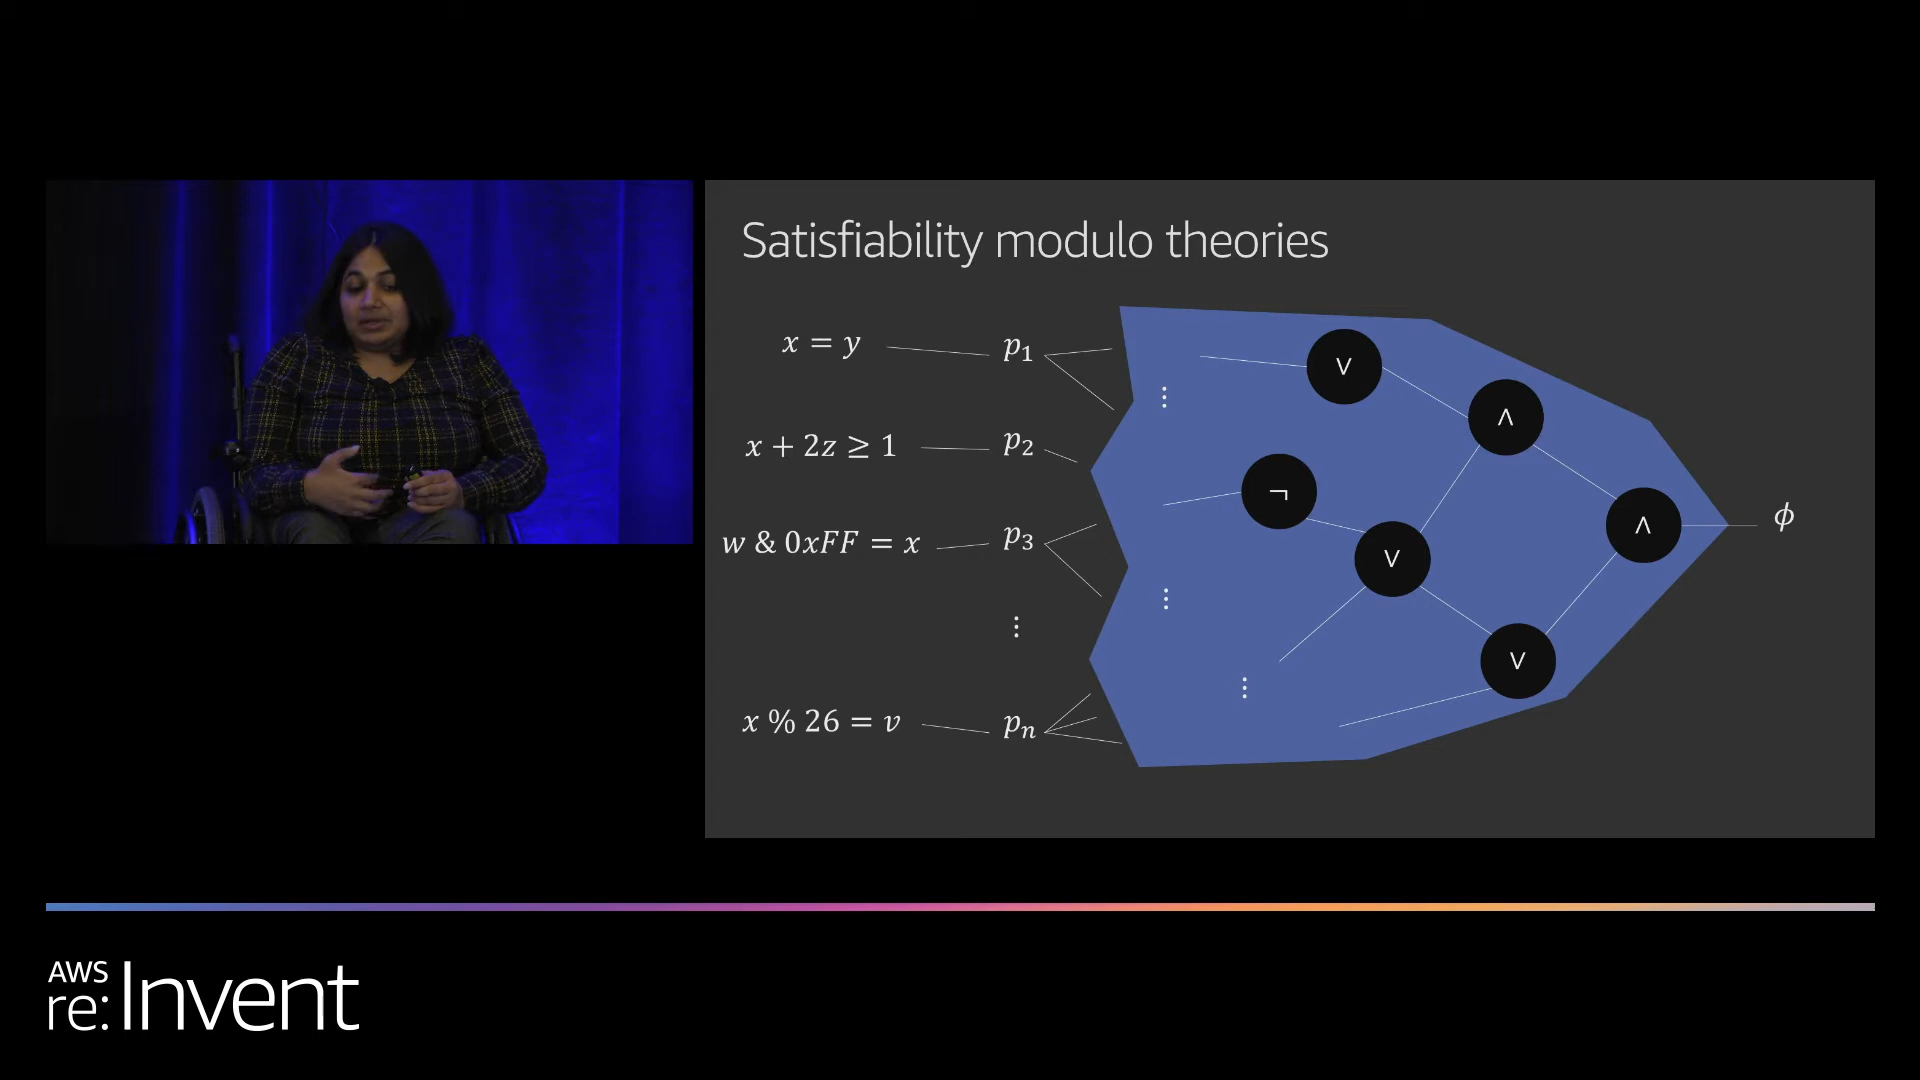 Satisfiability modulo theories
x = y
p₁
x + 2z ≥ 1
p₂
w & 0xFF = x
p₃
⋮
x % 26 = v
pₙ
⋮
⋮
⋮
∨
∧
¬
∨
∧
∨
ϕ
AWS
re:Invent